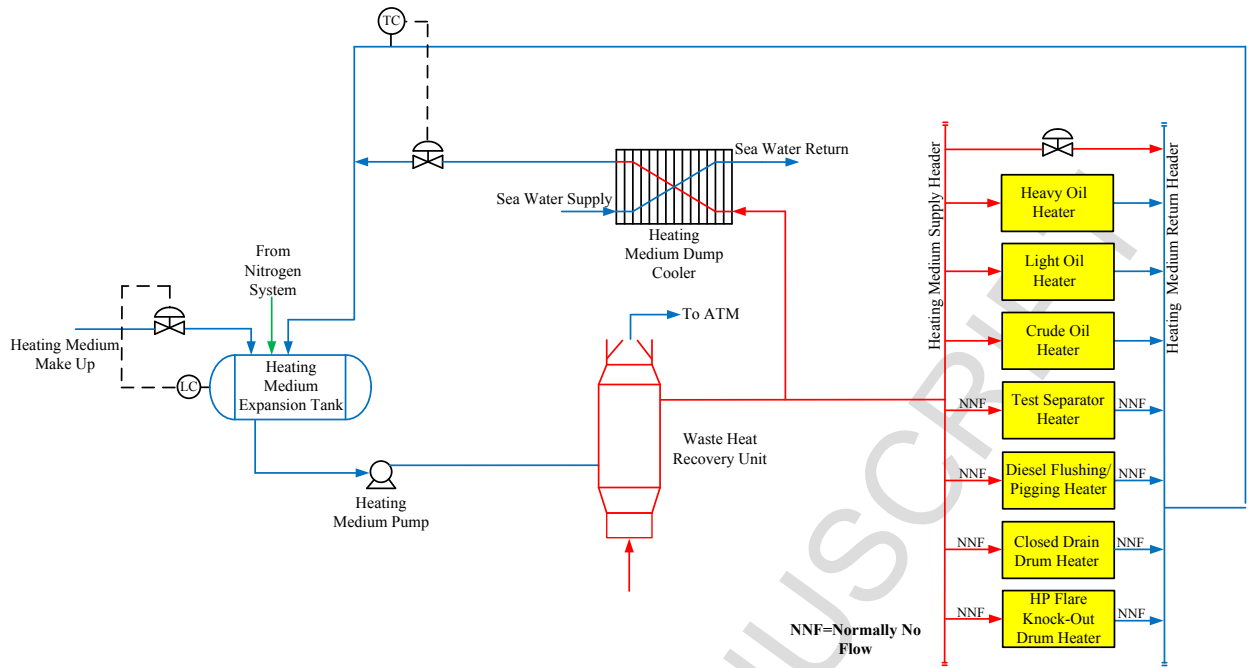 TC
Sea Water Return
Sea Water Supply
Heating
Medium Dump
Cooler
From
Nitrogen
System
Heating Medium
Make Up
LC
Heating
Medium
Expansion Tank
To ATM
Waste Heat
Recovery Unit
Heating
Medium Pump
Heating Medium Supply Header
Heating Medium Return Header
Heavy Oil
Heater
Light Oil
Heater
Crude Oil
Heater
NNF
Test Separator
Heater
NNF
NNF
Diesel Flushing/
Pigging Heater
NNF
NNF
Closed Drain
Drum Heater
NNF
NNF
HP Flare
Knock-Out
Drum Heater
NNF
NNF=Normally No
Flow